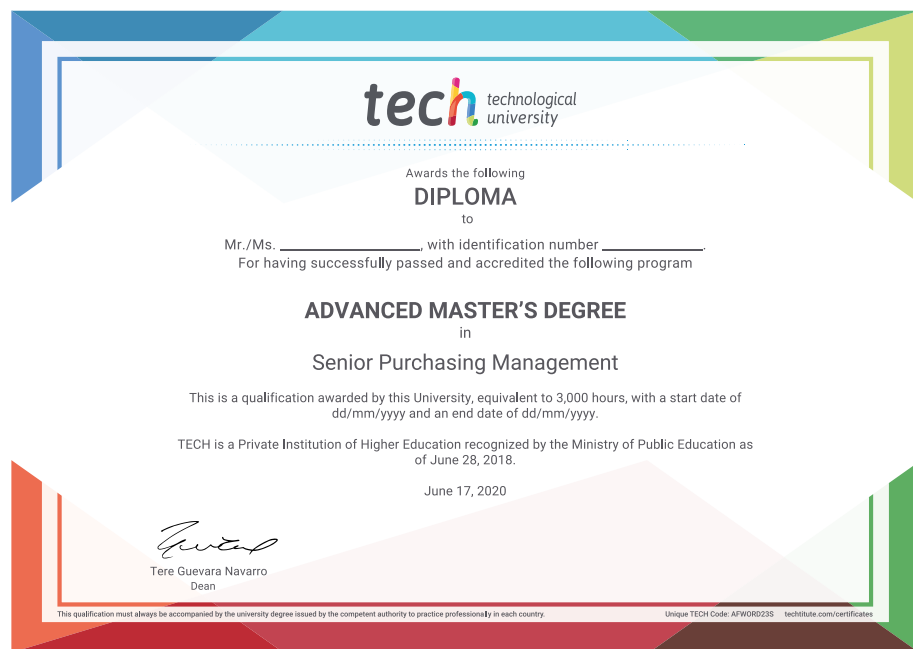 tech technological
university
Awards the following
DIPLOMA
to
Mr./Ms. ____________________, with identification number ______________.
For having successfully passed and accredited the following program
ADVANCED MASTER'S DEGREE
in
Senior Purchasing Management
This is a qualification awarded by this University, equivalent to 3,000 hours, with a start date of
dd/mm/yyyy and an end date of dd/mm/yyyy.
TECH is a Private Institution of Higher Education recognized by the Ministry of Public Education as
of June 28, 2018.
June 17, 2020
Tere Guevara Navarro
Dean
This qualification must always be accompanied by the university degree issued by the competent authority to practice professionally in each country.
Unique TECH Code: AFWORD23S techtitute.com/certificates